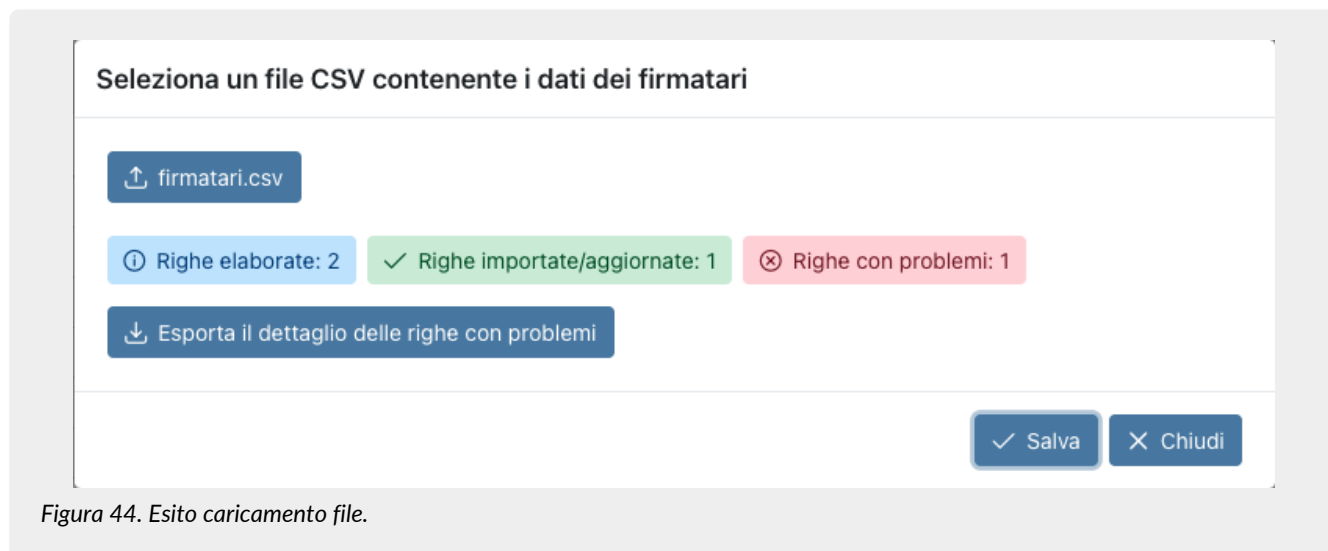 Seleziona un file CSV contenente i dati dei firmatari
firmatari.csv
Righe elaborate: 2 Righe importate/aggiornate: 1 Righe con problemi: 1
Esporta il dettaglio delle righe con problemi
Salva Chiudi
Figura 44. Esito caricamento file.